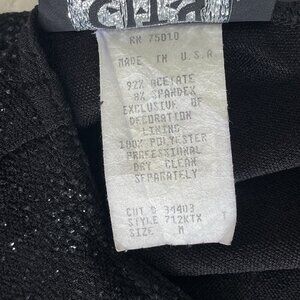 RN 75010
MADE IN U.S.A
92% ACETATE
8% SPANDEX
EXCLUSIVE OF
DECORATION
LINING
100% POLYESTER
PROFESSIONAL
DRY CLEAN
SEPARATELY
CUT # 34403
STYLE 712KTX T
SIZE M